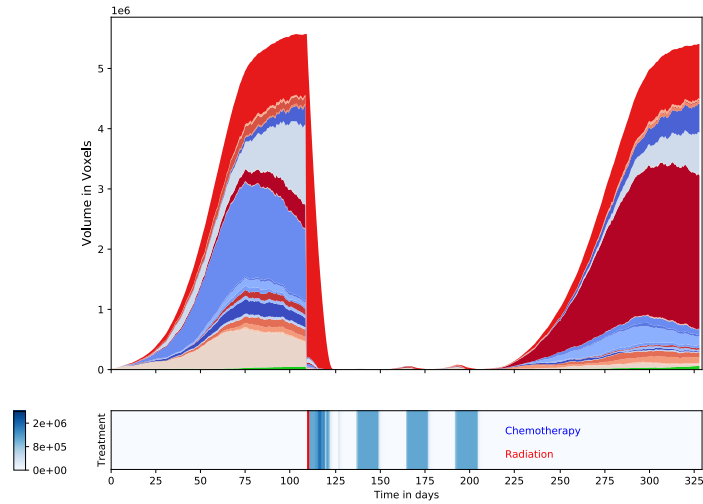 1e6
Volume in Voxels
5
4
3
2
1
0
0 25 50 75 100 125 150 175 200 225 250 275 300 325
2e+06
8e+05
0e+00
Treatment
Chemotherapy
Radiation
0 25 50 75 100 125 150 175 200 225 250 275 300 325
Time in days